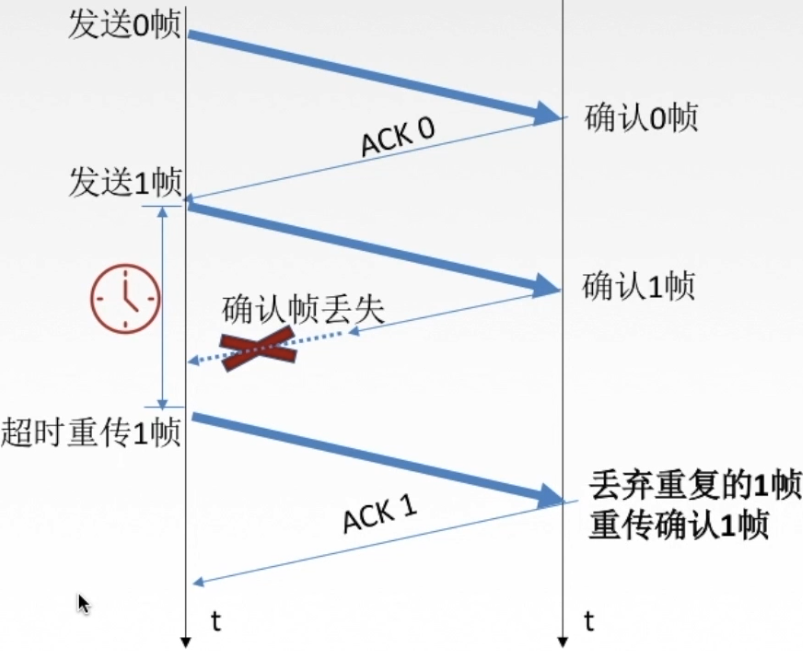 发送0帧
ACK 0
确认0帧
发送1帧
确认1帧
确认帧丢失
超时重传1帧
丢弃重复的1帧
重传确认1帧
ACK 1
t
t